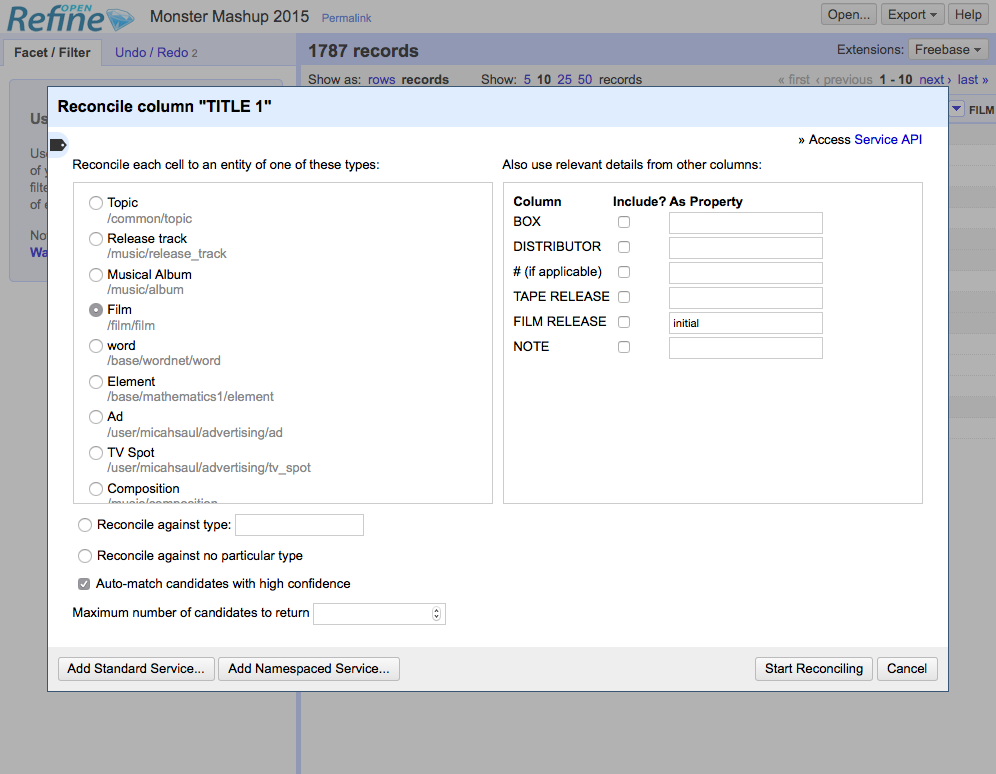 OPEN
Refine
Monster Mashup 2015 Permalink
Open... Export Help
Facet / Filter Undo / Redo 2
1787 records
Extensions: Freebase
Show as: rows records Show: 5 10 25 50 records
« first ‹ previous 1 - 10 next › last »
FILM
Us
Use
of y
filte
of e
No
Wa
Reconcile column "TITLE 1"
» Access Service API
Reconcile each cell to an entity of one of these types:
Topic
/common/topic
Release track
/music/release_track
Musical Album
/music/album
Film
/film/film
word
/base/wordnet/word
Element
/base/mathematics1/element
Ad
/user/micahsaul/advertising/ad
TV Spot
/user/micahsaul/advertising/tv_spot
Composition
/music/composition
Also use relevant details from other columns:
Column Include? As Property
BOX
DISTRIBUTOR
# (if applicable)
TAPE RELEASE
FILM RELEASE initial
NOTE
Reconcile against type:
Reconcile against no particular type
Auto-match candidates with high confidence
Maximum number of candidates to return
Add Standard Service... Add Namespaced Service... Start Reconciling Cancel